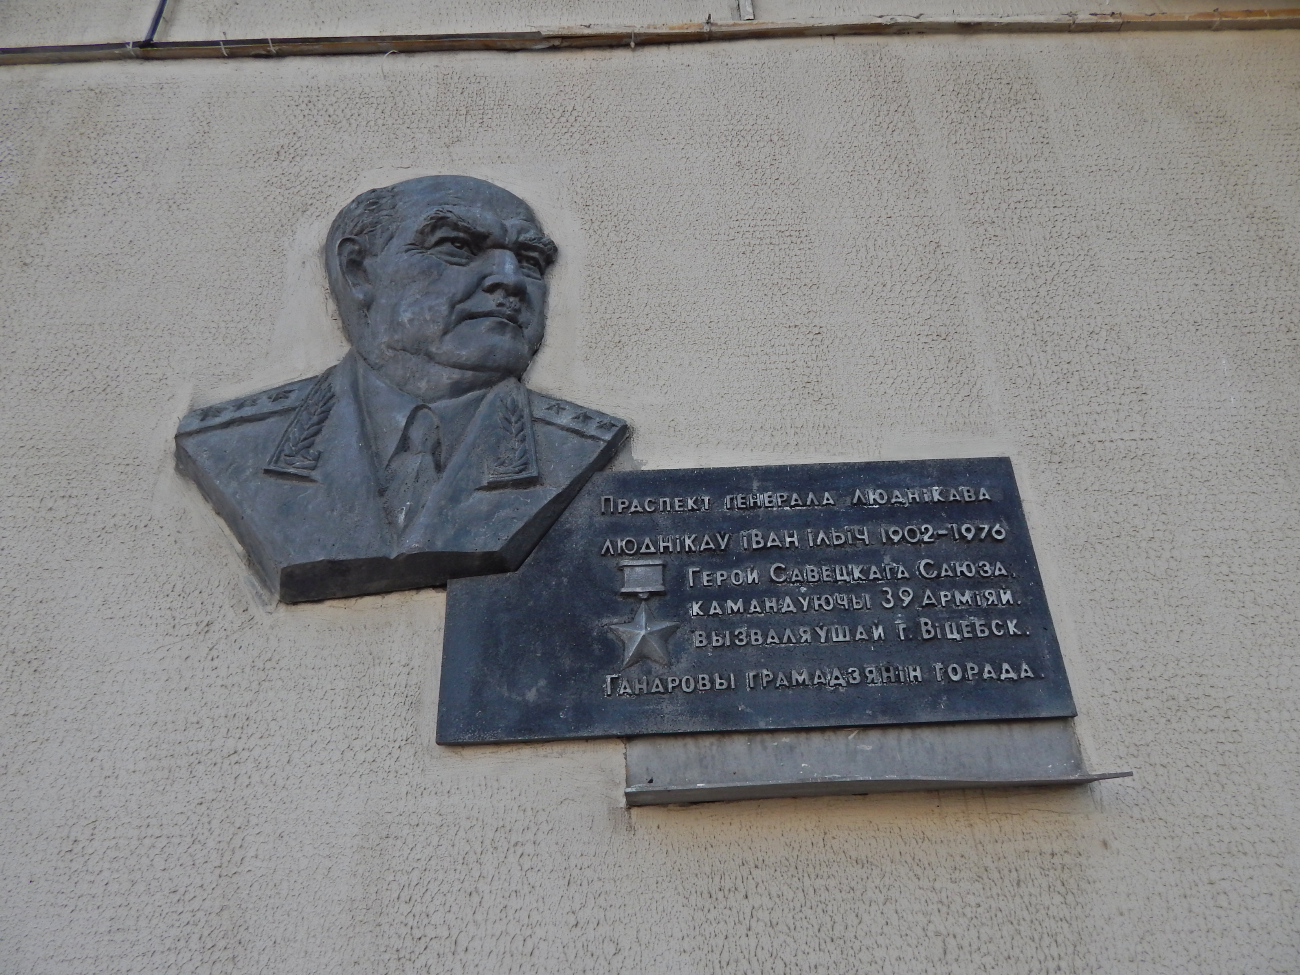 Праспект генерала Люднікава
Люднікаў Іван Ільіч 1902-1976
Герой Савецкага Саюза,
камандуючы 39 арміяй,
вызваляўшай г. Віцебск.
Ганаровы грамадзянін горада.